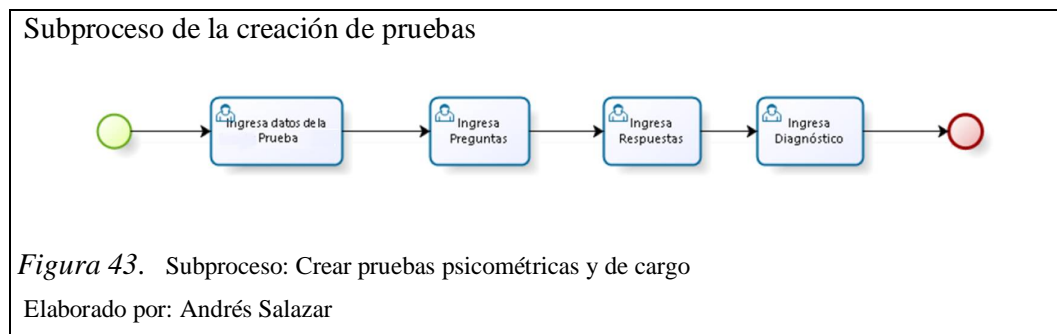 Subproceso de la creación de pruebas
Ingresa datos de la
Prueba
Ingresa
Preguntas
Ingresa
Respuestas
Ingresa
Diagnóstico
Figura 43. Subproceso: Crear pruebas psicométricas y de cargo
Elaborado por: Andrés Salazar